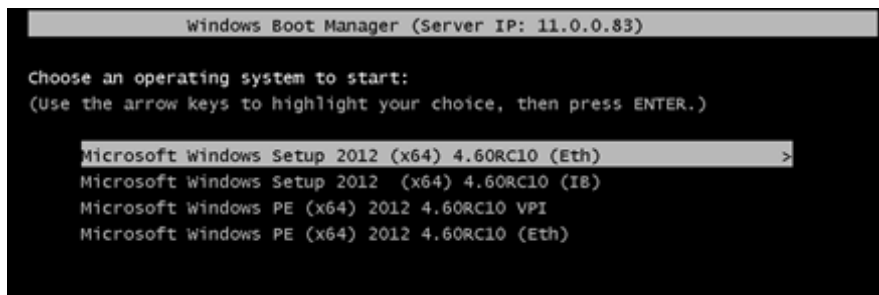 Windows Boot Manager (Server IP: 11.0.0.83)
Choose an operating system to start:
(Use the arrow keys to highlight your choice, then press ENTER.)
Microsoft Windows Setup 2012 (x64) 4.60RC10 (Eth) >
Microsoft Windows Setup 2012  (x64) 4.60RC10 (IB)
Microsoft Windows PE (x64) 2012 4.60RC10 VPI
Microsoft Windows PE (x64) 2012 4.60RC10 (Eth)